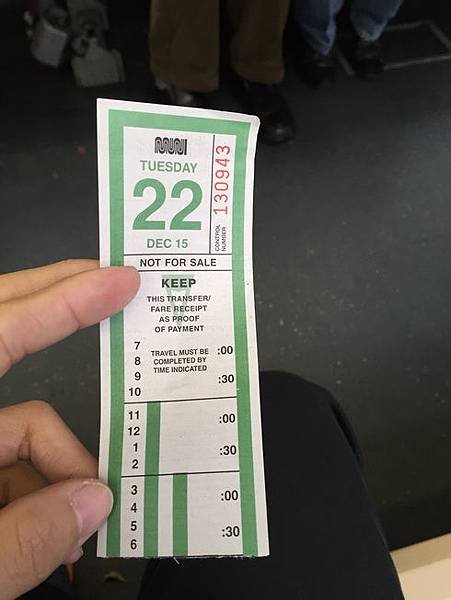 MUNI
TUESDAY
22
DEC 15
CONTROL
NUMBER
130943
NOT FOR SALE
KEEP
THIS TRANSFER/
FARE RECEIPT
AS PROOF
OF PAYMENT
TRAVEL MUST BE
COMPLETED BY
TIME INDICATED
7
8 :00
9 :30
10
11 :00
12
1 :30
2
3 :00
4
5 :30
6